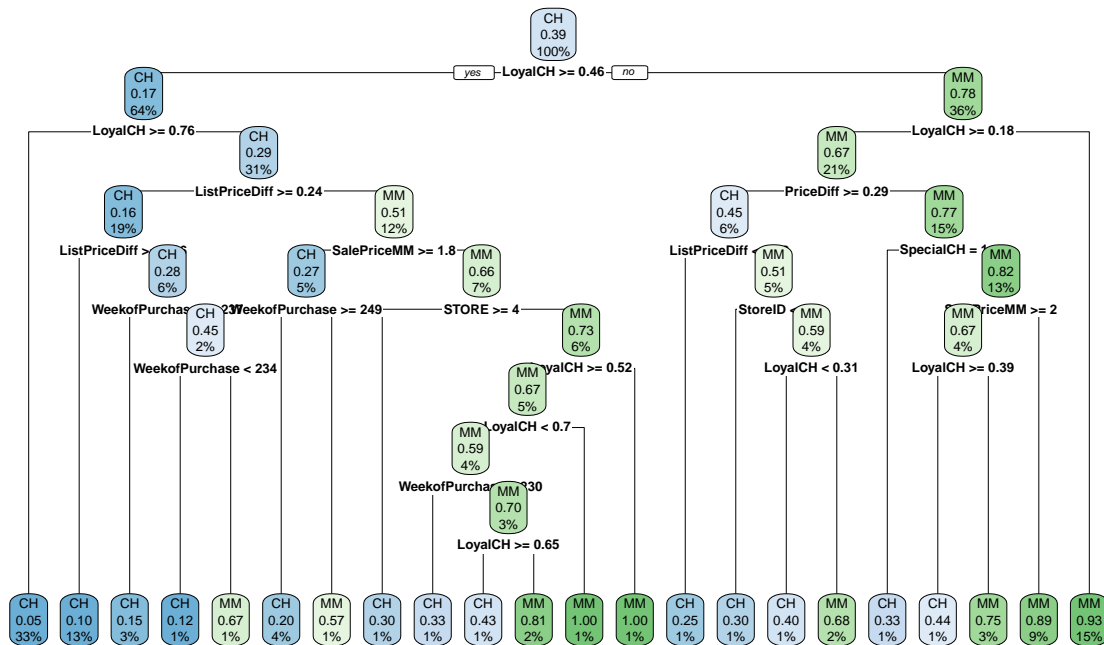 CH
0.39
100%
yes LoyalCH >= 0.46 no
CH
0.17
64%
MM
0.78
36%
LoyalCH >= 0.76
LoyalCH >= 0.18
CH
0.29
31%
MM
0.67
21%
ListPriceDiff >= 0.24
PriceDiff >= 0.29
CH
0.16
19%
MM
0.51
12%
CH
0.45
6%
MM
0.77
15%
ListPriceDiff >
SalePriceMM >= 1.8
ListPriceDiff <
SpecialCH =
CH
0.28
6%
CH
0.27
5%
MM
0.66
7%
MM
0.51
5%
MM
0.82
13%
WeekofPurchase
WeekofPurchase >= 249
STORE >= 4
StoreID <
PriceMM >= 2
CH
0.45
2%
MM
0.73
6%
MM
0.59
4%
MM
0.67
4%
WeekofPurchase < 234
LoyalCH >= 0.52
LoyalCH < 0.31
LoyalCH >= 0.39
MM
0.67
5%
LoyalCH < 0.7
MM
0.59
4%
WeekofPurchase 230
MM
0.70
3%
LoyalCH >= 0.65
CH
0.05
33%
CH
0.10
13%
CH
0.15
3%
CH
0.12
1%
MM
0.67
1%
CH
0.20
4%
MM
0.57
1%
CH
0.30
1%
CH
0.33
1%
CH
0.43
1%
MM
0.81
2%
MM
1.00
1%
MM
1.00
1%
CH
0.25
1%
CH
0.30
1%
CH
0.40
1%
MM
0.68
2%
CH
0.33
1%
CH
0.44
1%
MM
0.75
3%
MM
0.89
9%
MM
0.93
15%